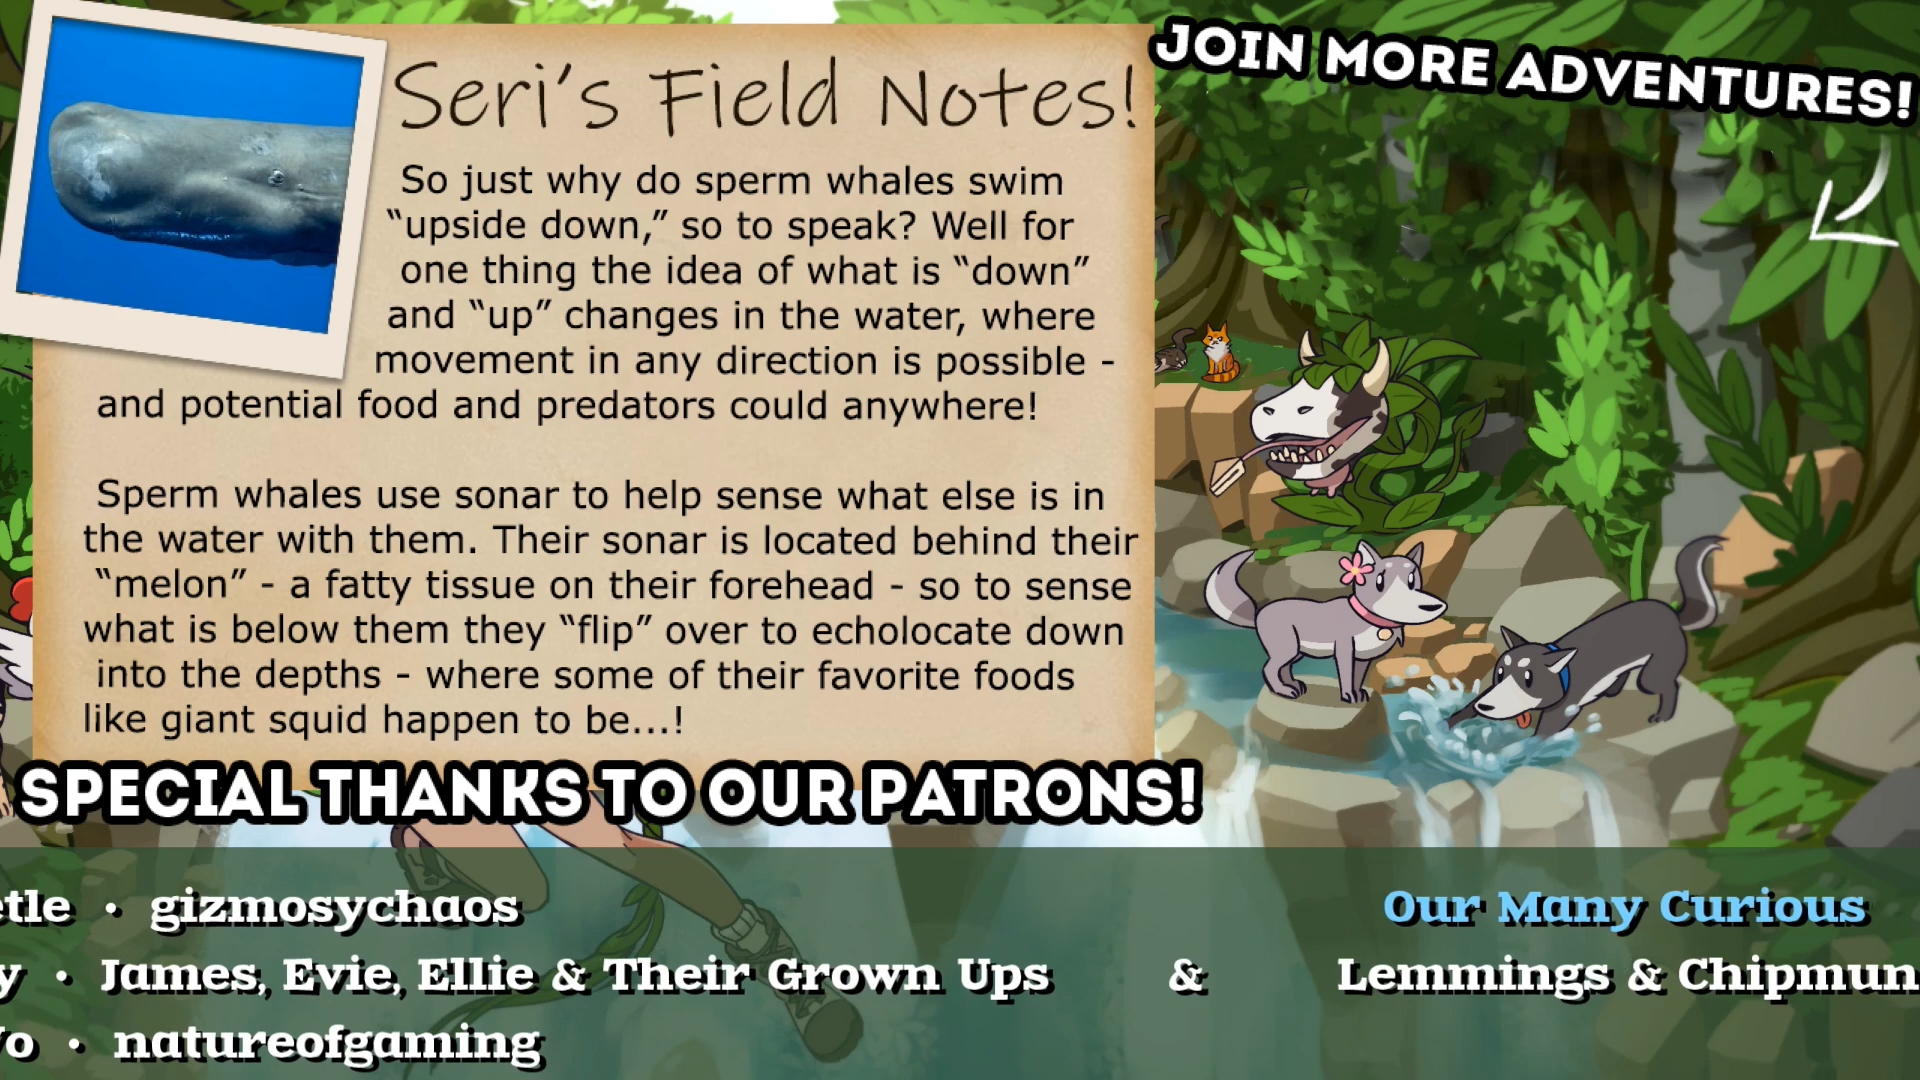 Seri's Field Notes!
JOIN MORE ADVENTURES!
So just why do sperm whales swim
“upside down,” so to speak? Well for
one thing the idea of what is “down”
and “up” changes in the water, where
movement in any direction is possible -
and potential food and predators could anywhere!
Sperm whales use sonar to help sense what else is in
the water with them. Their sonar is located behind their
“melon” - a fatty tissue on their forehead - so to sense
what is below them they “flip” over to echolocate down
into the depths - where some of their favorite foods
like giant squid happen to be...!
SPECIAL THANKS TO OUR PATRONS!
etle • gizmosychaos
Our Many Curious
y • James, Evie, Ellie & Their Grown Ups & Lemmings & Chipmun
o • natureofgaming